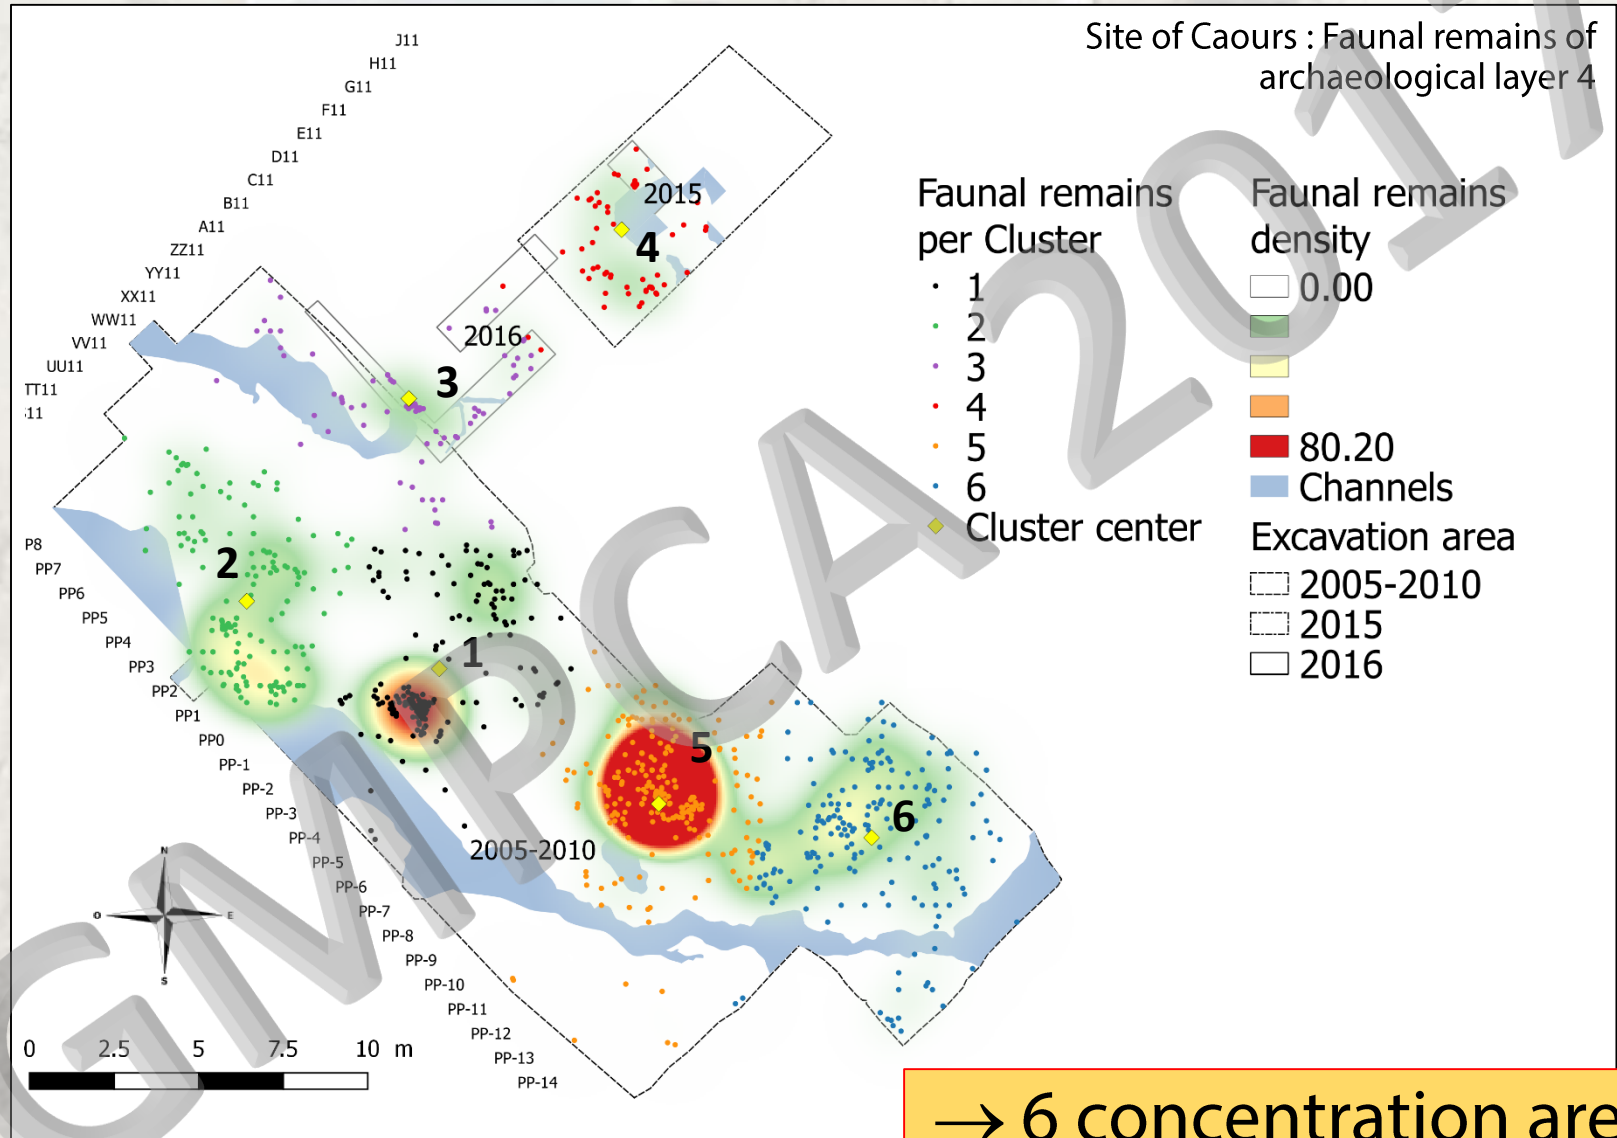 Site of Caours : Faunal remains of
archaeological layer 4
J11
H11
G11
F11
E11
D11
C11
B11
A11
ZZ11
YY11
XX11
WW11
VV11
UU11
TT11
2015
4
2016
3
2
1
5
6
2005-2010
P8
PP7
PP6
PP5
PP4
PP3
PP2
PP1
PP0
PP-1
PP-2
PP-3
PP-4
PP-5
PP-6
PP-7
PP-8
PP-9
PP-10
PP-11
PP-12
PP-13
PP-14
Faunal remains
per Cluster
1
2
3
4
5
6
Cluster center
Faunal remains
density
0.00
80.20
Channels
Excavation area
2005-2010
2015
2016
N
O E
S
0 2.5 5 7.5 10 m
→ 6 concentration are
GMPCA 2017